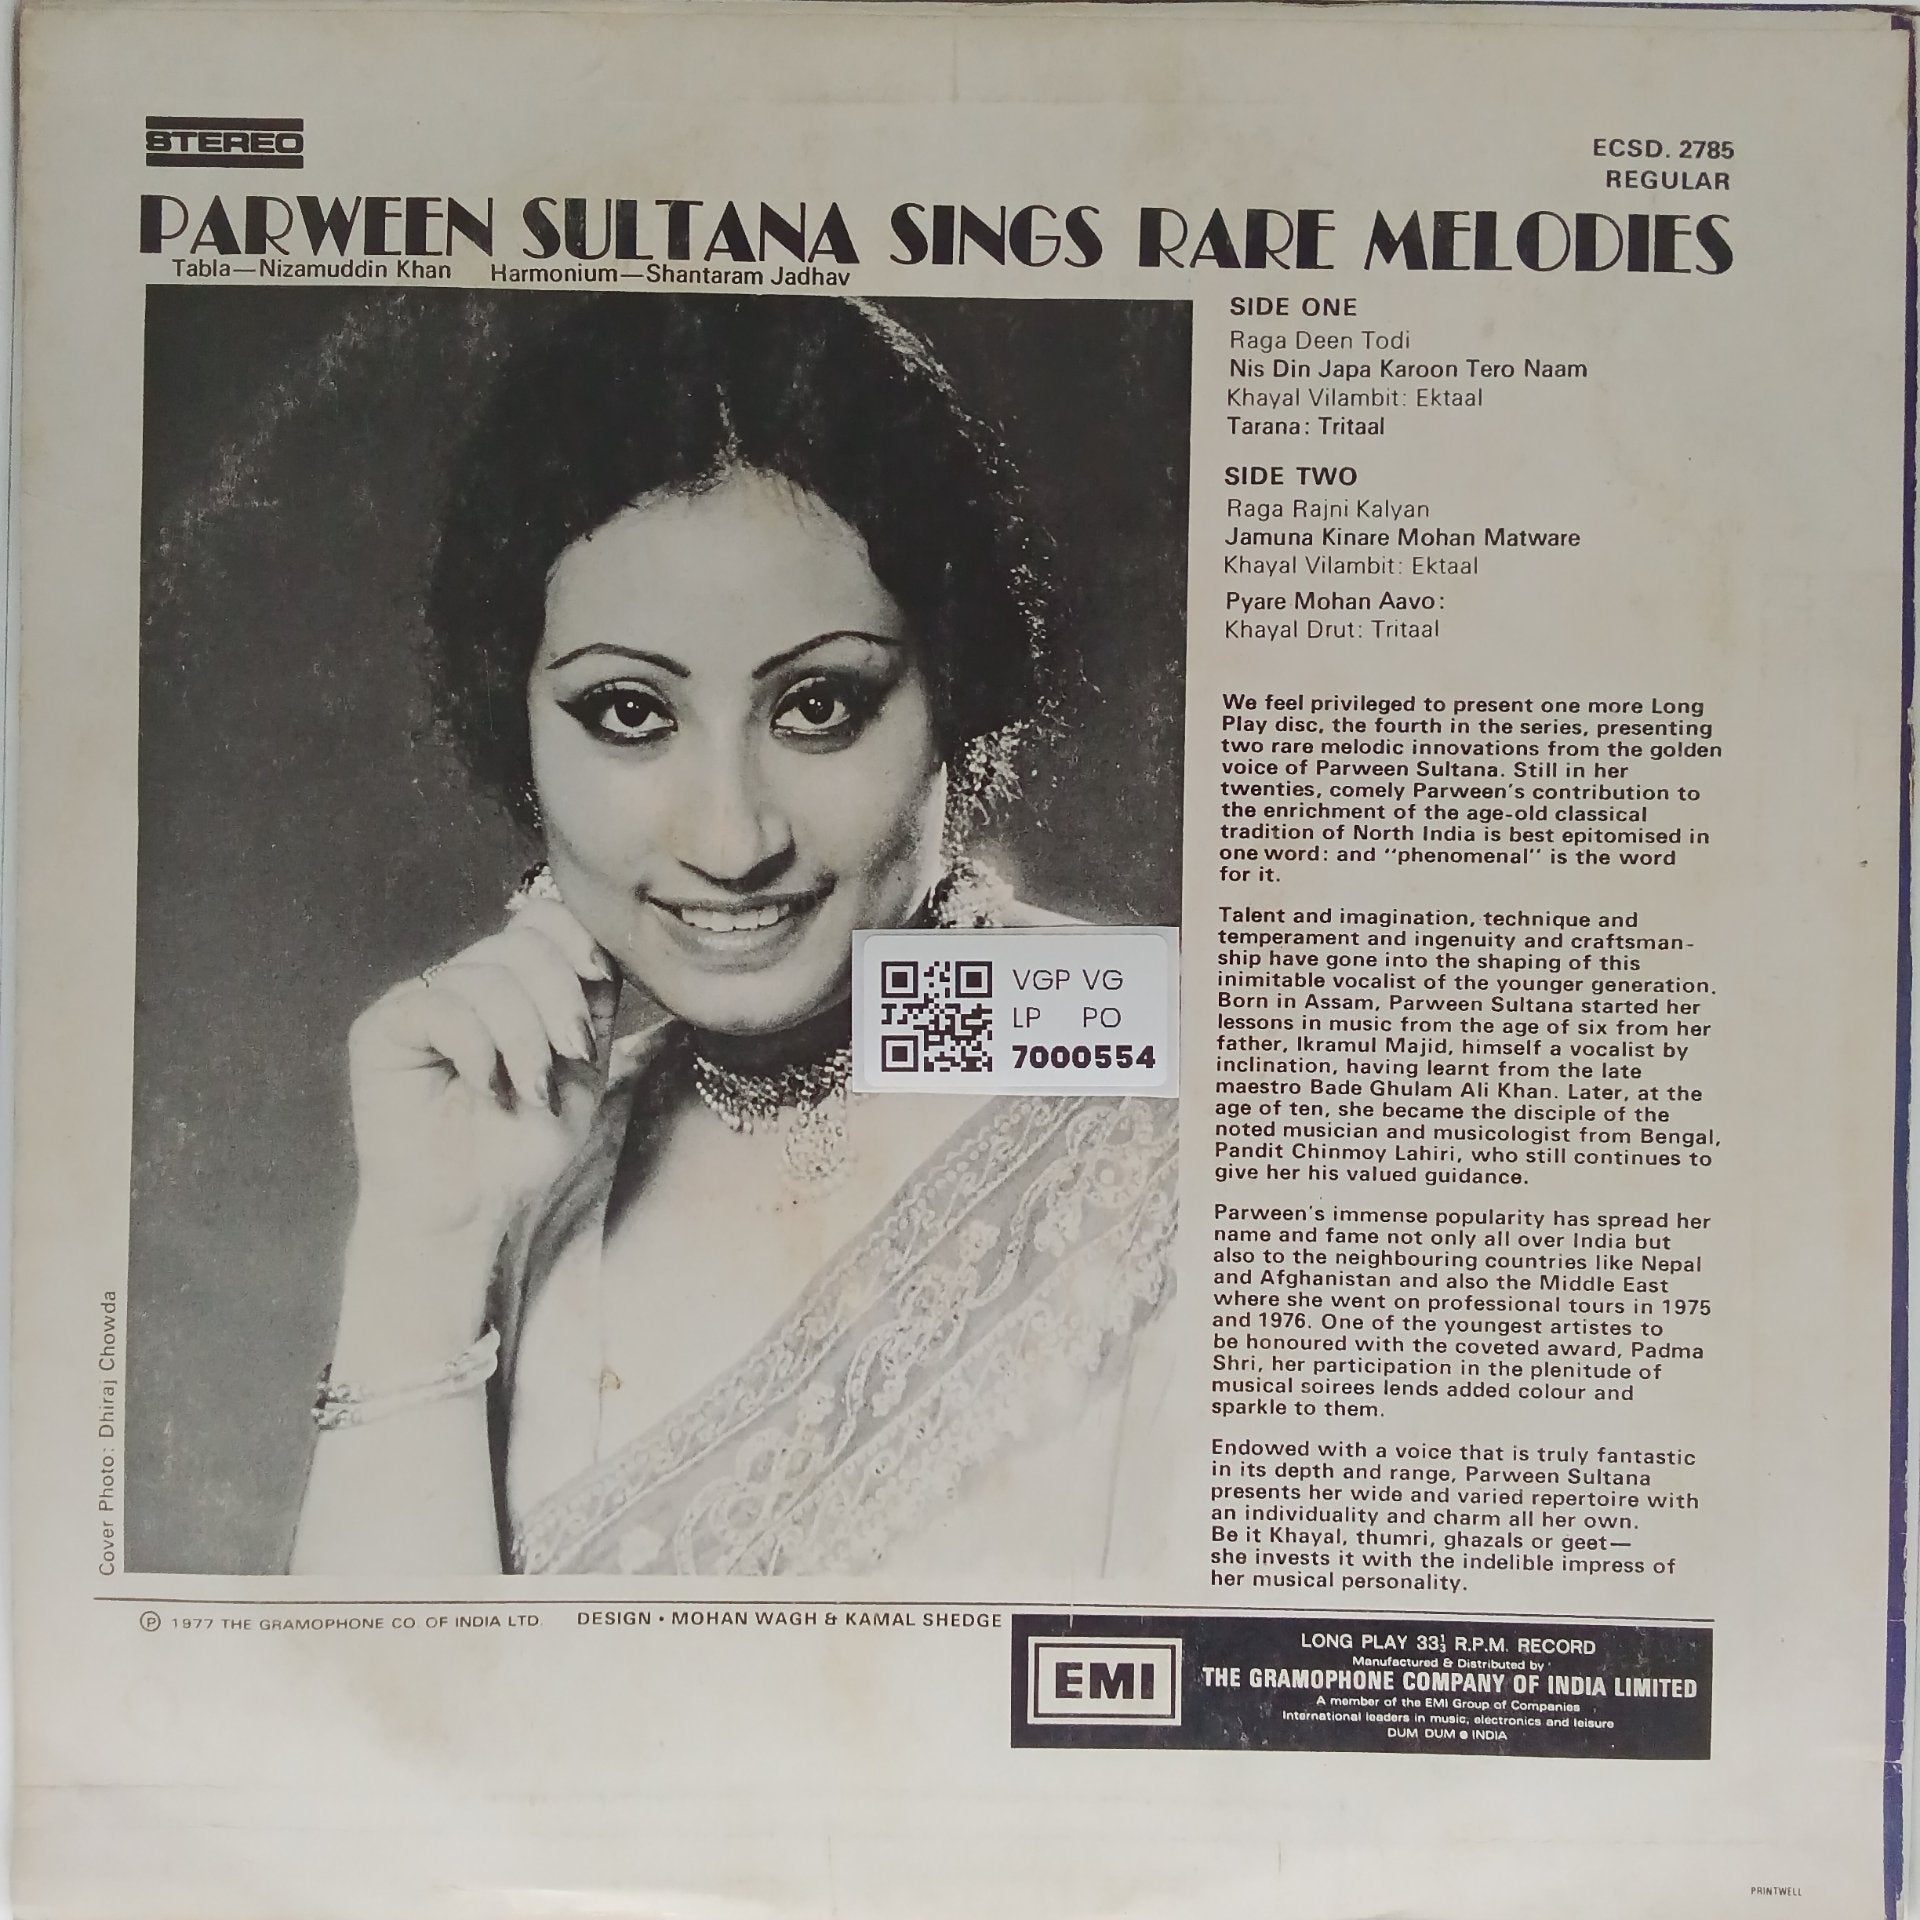 STEREO
ECSD. 2785
REGULAR
PARWEEN SULTANA SINGS RARE MELODIES
Tabla—Nizamuddin Khan Harmonium—Shantaram Jadhav
SIDE ONE
Raga Deen Todi
Nis Din Japa Karoon Tero Naam
Khayal Vilambit: Ektaal
Tarana: Tritaal
SIDE TWO
Raga Rajni Kalyan
Jamuna Kinare Mohan Matware
Khayal Vilambit: Ektaal
Pyare Mohan Aavo:
Khayal Drut: Tritaal
We feel privileged to present one more Long
Play disc, the fourth in the series, presenting
two rare melodic innovations from the golden
voice of Parween Sultana. Still in her
twenties, comely Parween's contribution to
the enrichment of the age-old classical
tradition of North India is best epitomised in
one word: and "phenomenal" is the word
for it.
Talent and imagination, technique and
temperament and ingenuity and craftsman-
ship have gone into the shaping of this
inimitable vocalist of the younger generation.
Born in Assam, Parween Sultana started her
lessons in music from the age of six from her
father, Ikramul Majid, himself a vocalist by
inclination, having learnt from the late
maestro Bade Ghulam Ali Khan. Later, at the
age of ten, she became the disciple of the
noted musician and musicologist from Bengal,
Pandit Chinmoy Lahiri, who still continues to
give her his valued guidance.
Parween's immense popularity has spread her
name and fame not only all over India but
also to the neighbouring countries like Nepal
and Afghanistan and also the Middle East
where she went on professional tours in 1975
and 1976. One of the youngest artistes to
be honoured with the coveted award, Padma
Shri, her participation in the plenitude of
musical soirees lends added colour and
sparkle to them.
Endowed with a voice that is truly fantastic
in its depth and range, Parween Sultana
presents her wide and varied repertoire with
an individuality and charm all her own.
Be it Khayal, thumri, ghazals or geet—
she invests it with the indelible impress of
her musical personality.
VGP VG
LP PO
7000554
Cover Photo: Dhiraj Chowda
Ⓟ 1977 THE GRAMOPHONE CO. OF INDIA LTD. DESIGN • MOHAN WAGH & KAMAL SHEDGE
EMI
LONG PLAY 33⅓ R.P.M. RECORD
Manufactured & Distributed by
THE GRAMOPHONE COMPANY OF INDIA LIMITED
A member of the EMI Group of Companies
International leaders in music, electronics and leisure
DUM DUM ● INDIA
PRINTWELL